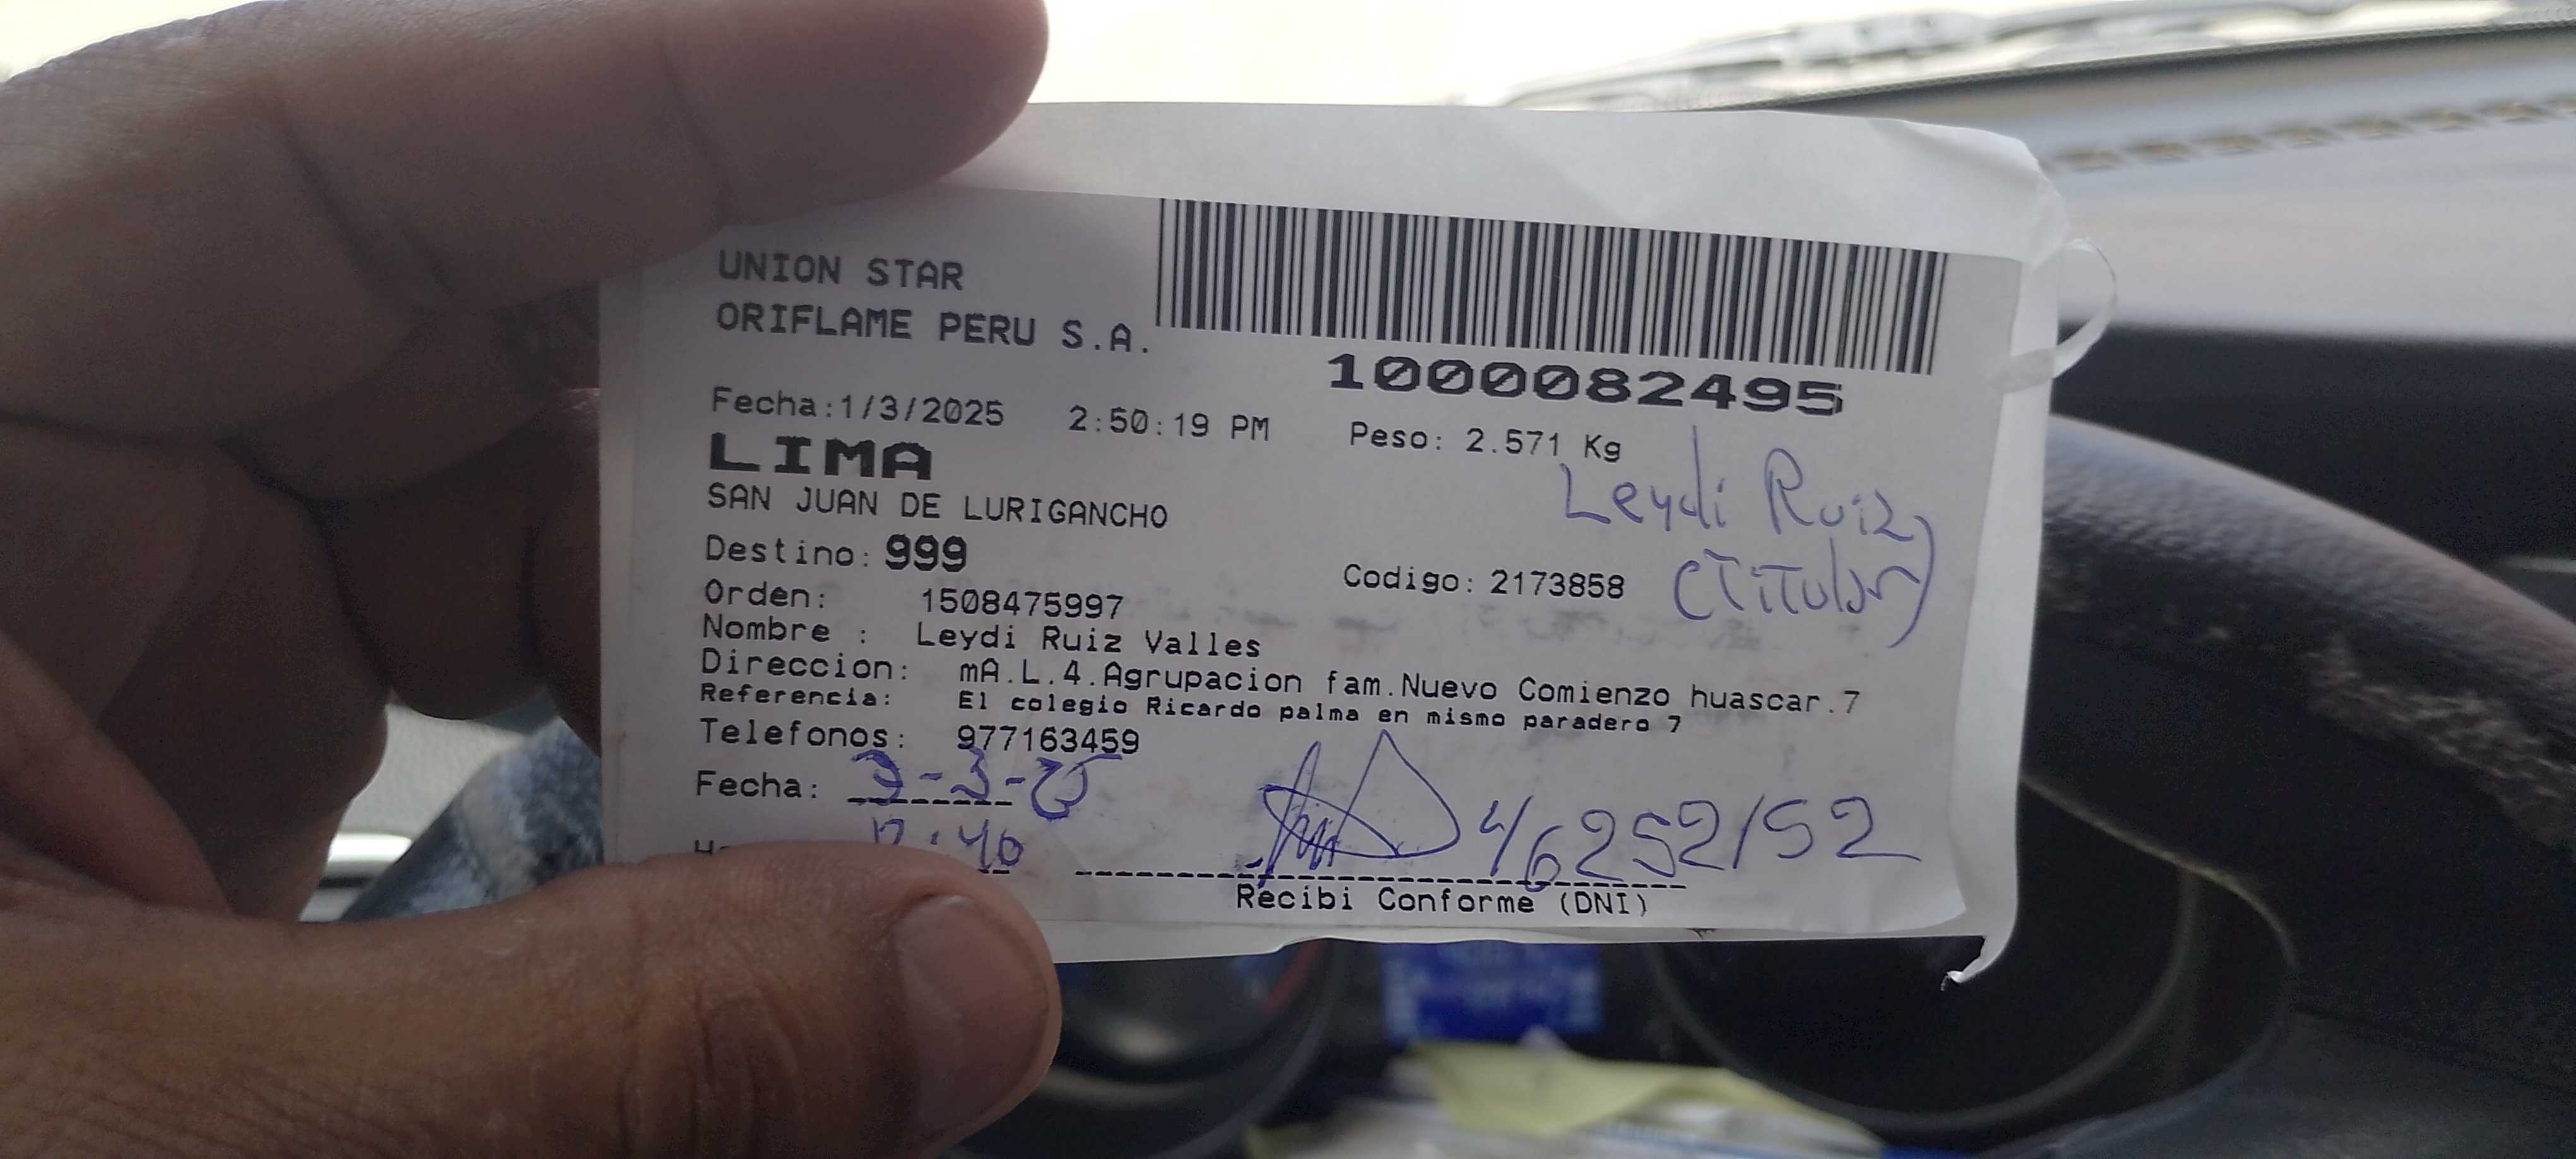 UNION STAR
ORIFLAME PERU S.A.
1000082495
Fecha:1/3/2025 2:50:19 PM Peso: 2.571 Kg
LIMA
Leydi Ruiz
SAN JUAN DE LURIGANCHO
(Titular)
Destino: 999
Codigo: 2173858
Orden: 1508475997
Nombre : Leydi Ruiz Valles
Direccion: mA.L.4.Agrupacion fam.Nuevo Comienzo huascar.7
Referencia: El colegio Ricardo palma en mismo paradero 7
Telefonos: 977163459
Fecha: 3-3-25
:40
46252152
Recibi Conforme (DNI)